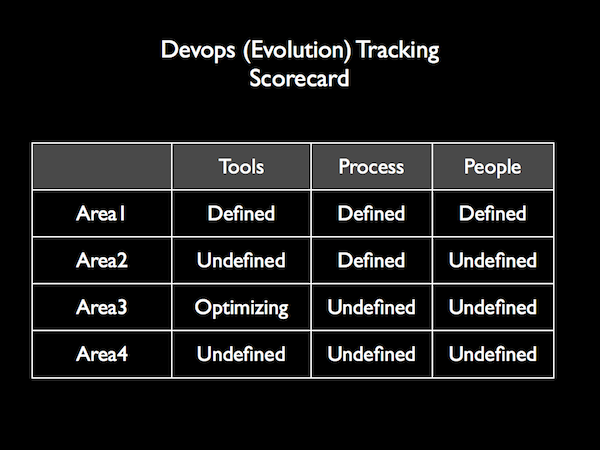 Devops (Evolution) Tracking
Scorecard
Tools Process People
Area1 Defined Defined Defined
Area2 Undefined Defined Undefined
Area3 Optimizing Undefined Undefined
Area4 Undefined Undefined Undefined